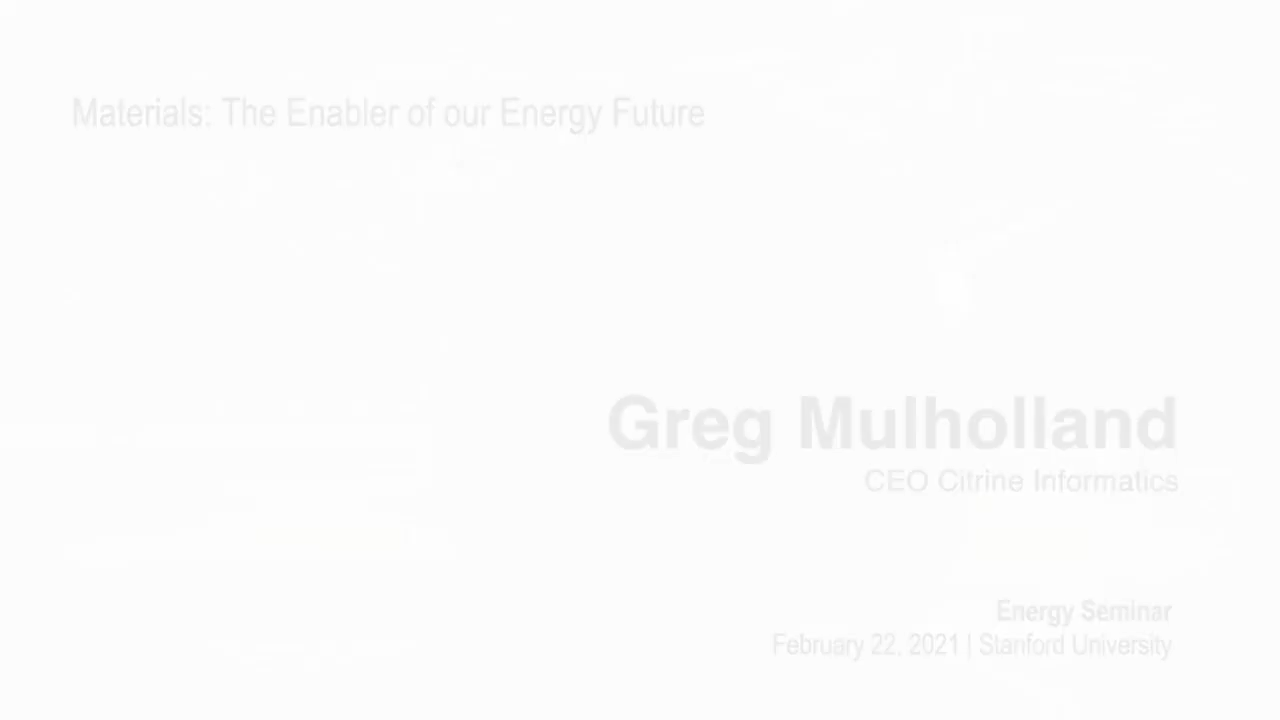 Materials: The Enabler of our Energy Future
Greg Mulholland
CEO Citrine Informatics
Energy Seminar
February 22, 2021 | Stanford University